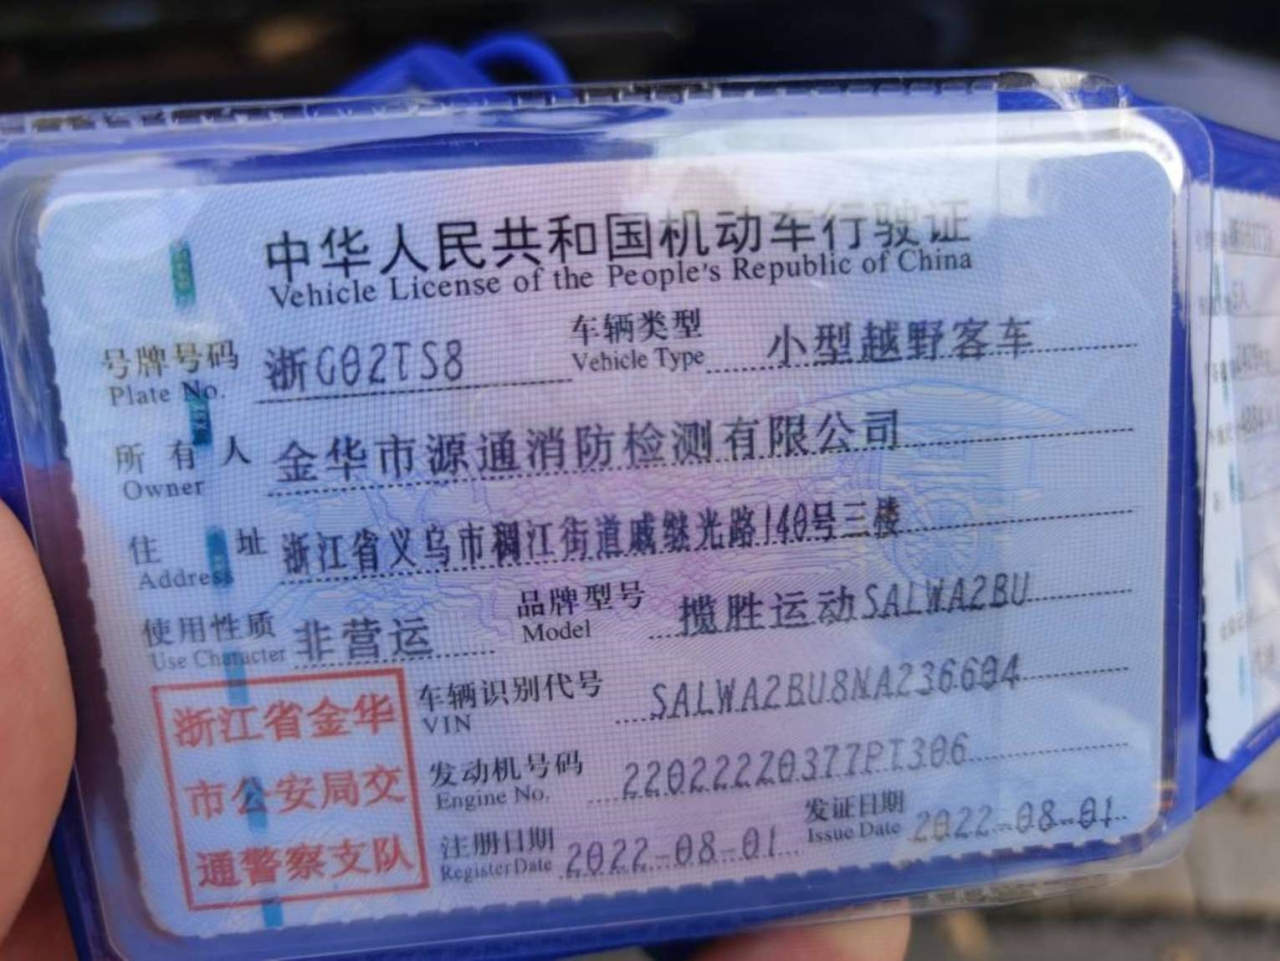 中华人民共和国机动车行驶证
Vehicle License of the People's Republic of China
号牌号码 浙G02TS8 车辆类型 小型越野客车
Plate No. Vehicle Type
所有人 金华市源通消防检测有限公司
Owner
住址 浙江省义乌市稠江街道戚继光路140号三楼
Address
使用性质 非营运 品牌型号 揽胜运动SALWA2BU
Use Character Model
浙江省金华
市公安局交
通警察支队
车辆识别代号 SALWA2BU8NA236694
VIN
发动机号码 22022220377PT306
Engine No.
注册日期 2022-08-01 发证日期 2022-08-01
Register Date Issue Date